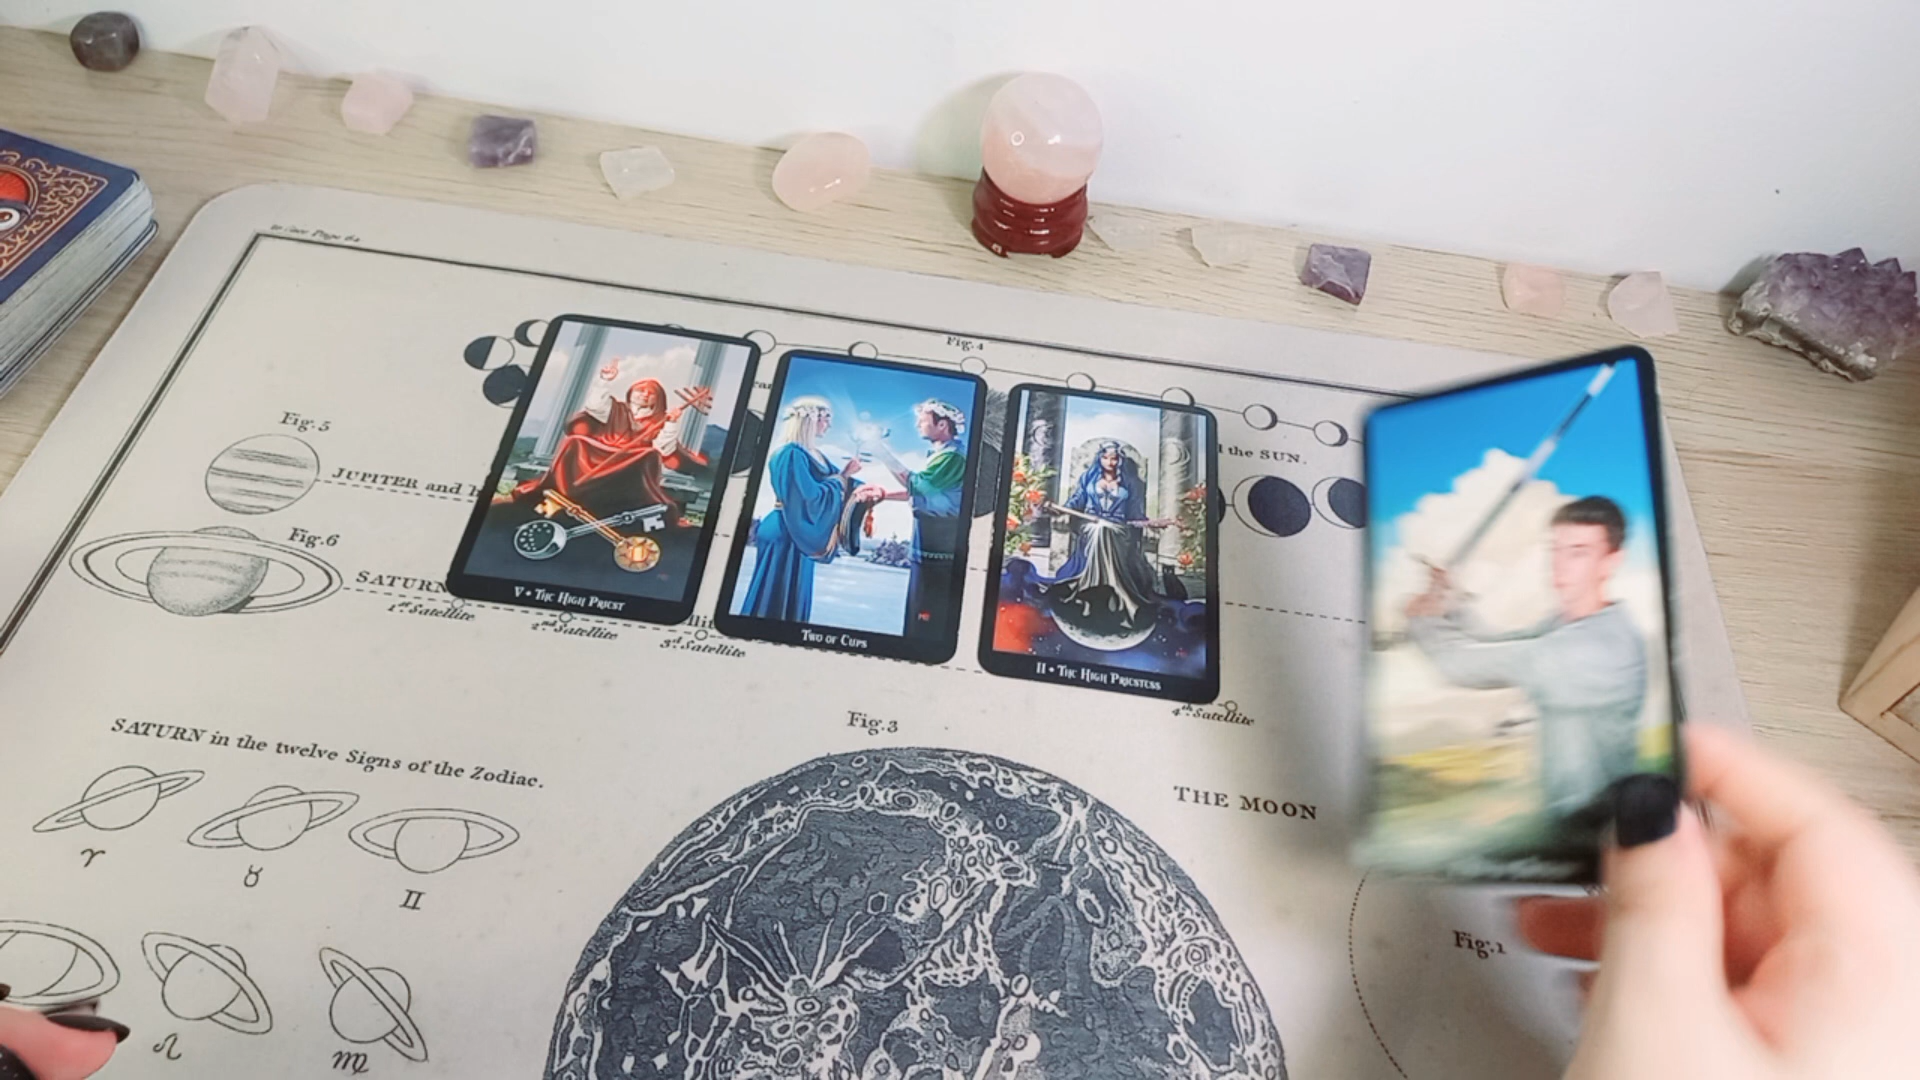 Fig.4
Fig.5
JUPITER and
the SUN.
V • THE HIGH PRIEST
TWO OF CUPS
II • THE HIGH PRIESTESS
Fig.6
SATURN
1st Satellite
2nd Satellite
3d Satellite
4th Satellite
Fig.3
SATURN in the twelve Signs of the Zodiac.
THE MOON
♈ ♉ ♊
Fig.1
♌ ♍